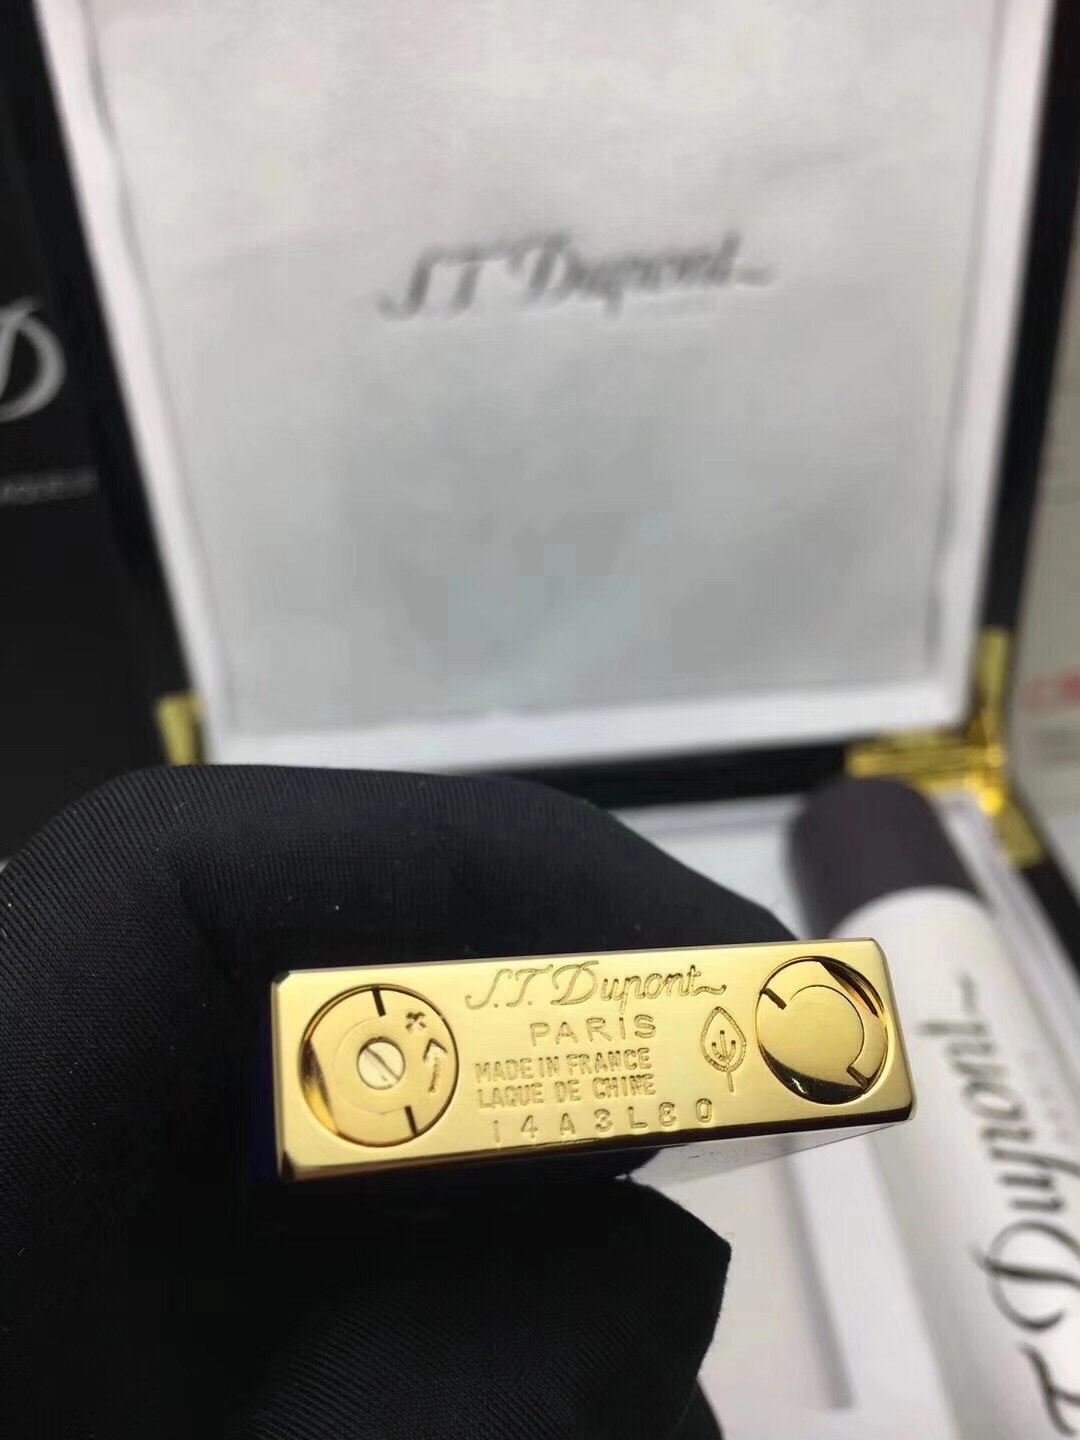 S.T. Dupont
D
S.T. Dupont
PARIS
MADE IN FRANCE
LAQUE DE CHINE
14A3L80
S.T. Dupont